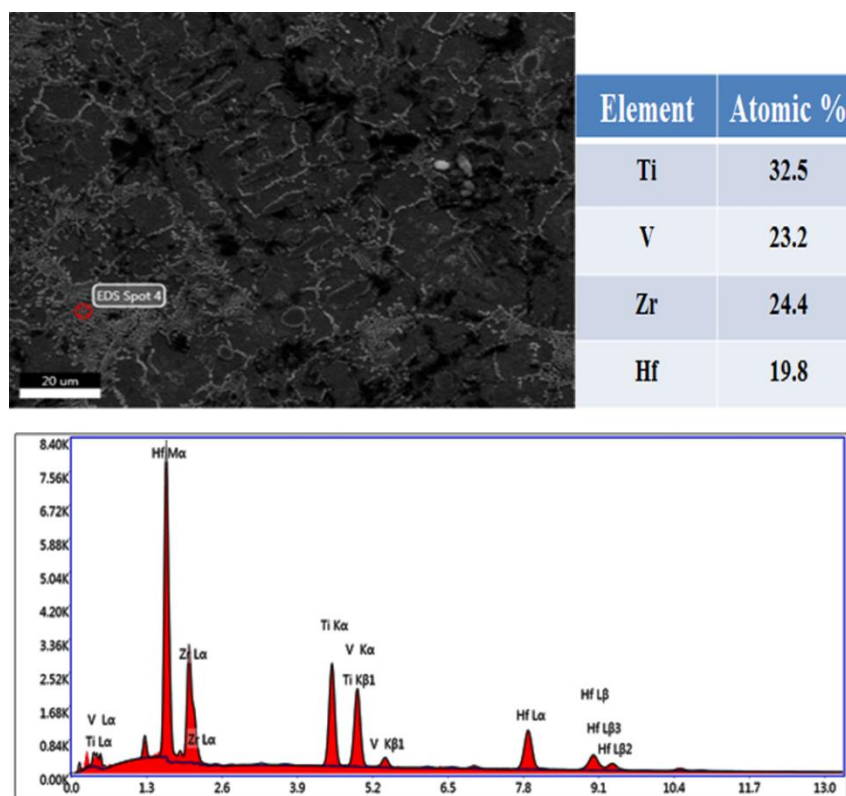 EDS Spot 4
20 um
Element Atomic %
Ti 32.5
V 23.2
Zr 24.4
Hf 19.8
8.40K
7.56K
6.72K
5.88K
5.04K
4.20K
3.36K
2.52K
1.68K
0.84K
0.00K
Hf Mα
Zr Lα
Zr Lα
V Lα
Ti Lα
Ti Kα
V Kα
Ti Kβ1
V Kβ1
Hf Lα
Hf Lβ
Hf Lβ3
Hf Lβ2
0.0 1.3 2.6 3.9 5.2 6.5 7.8 9.1 10.4 11.7 13.0